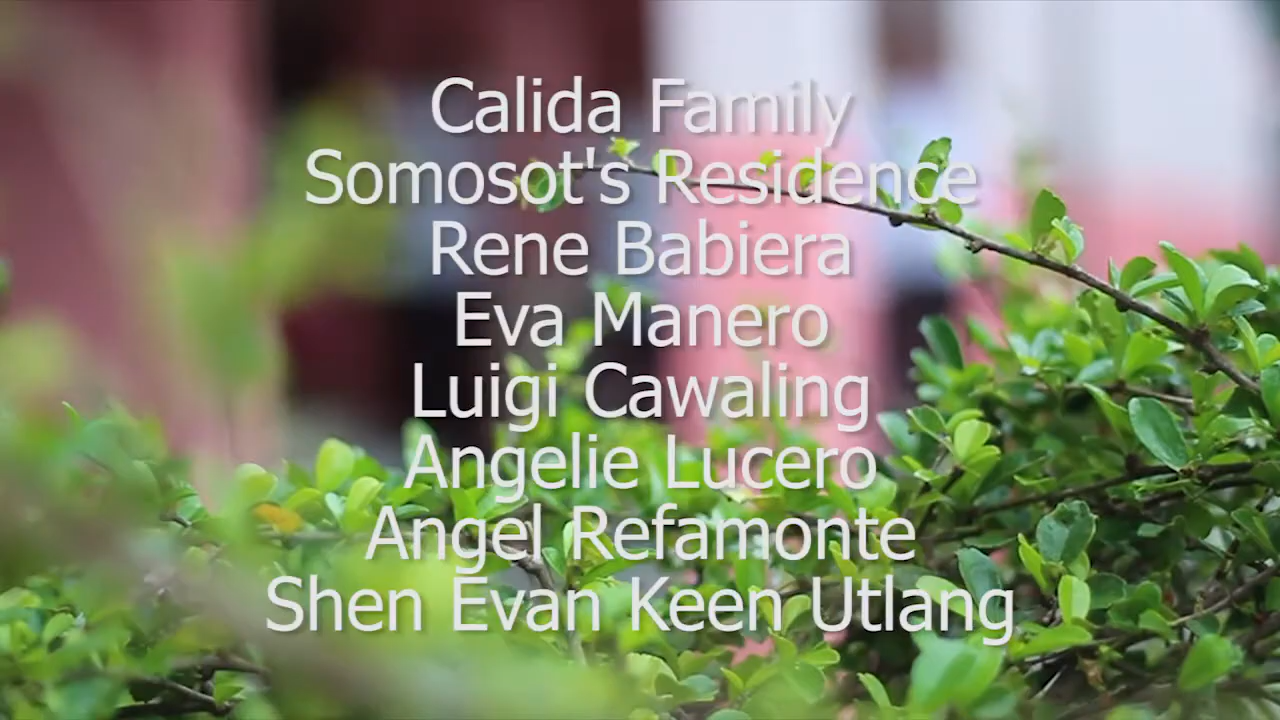 Calida Family
Somosot's Residence
Rene Babiera
Eva Manero
Luigi Cawaling
Angelie Lucero
Angel Refamonte
Shen Evan Keen Utlang